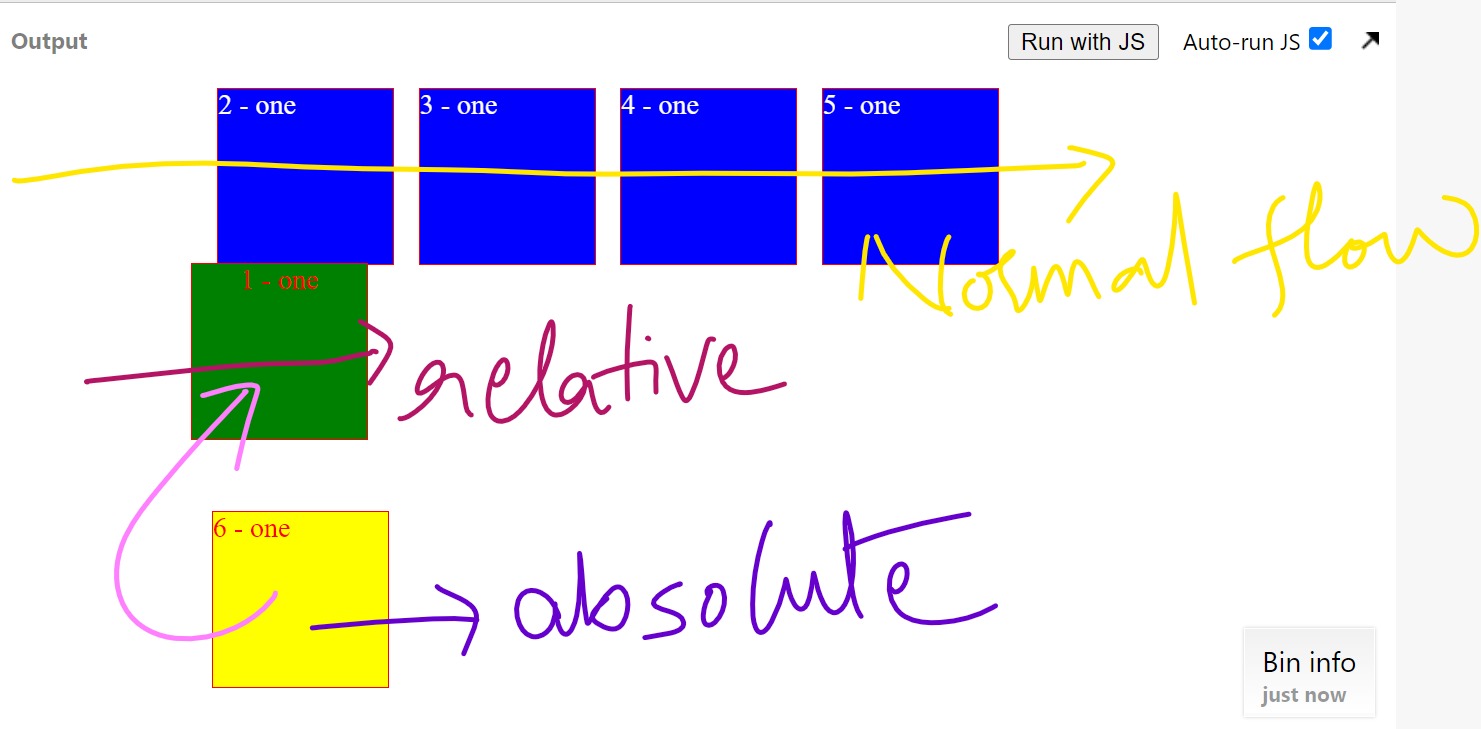 Output
Run with JS Auto-run JS
2 - one 3 - one 4 - one 5 - one
Normal flow
1 - one
relative
6 - one
absolute
Bin info
just now